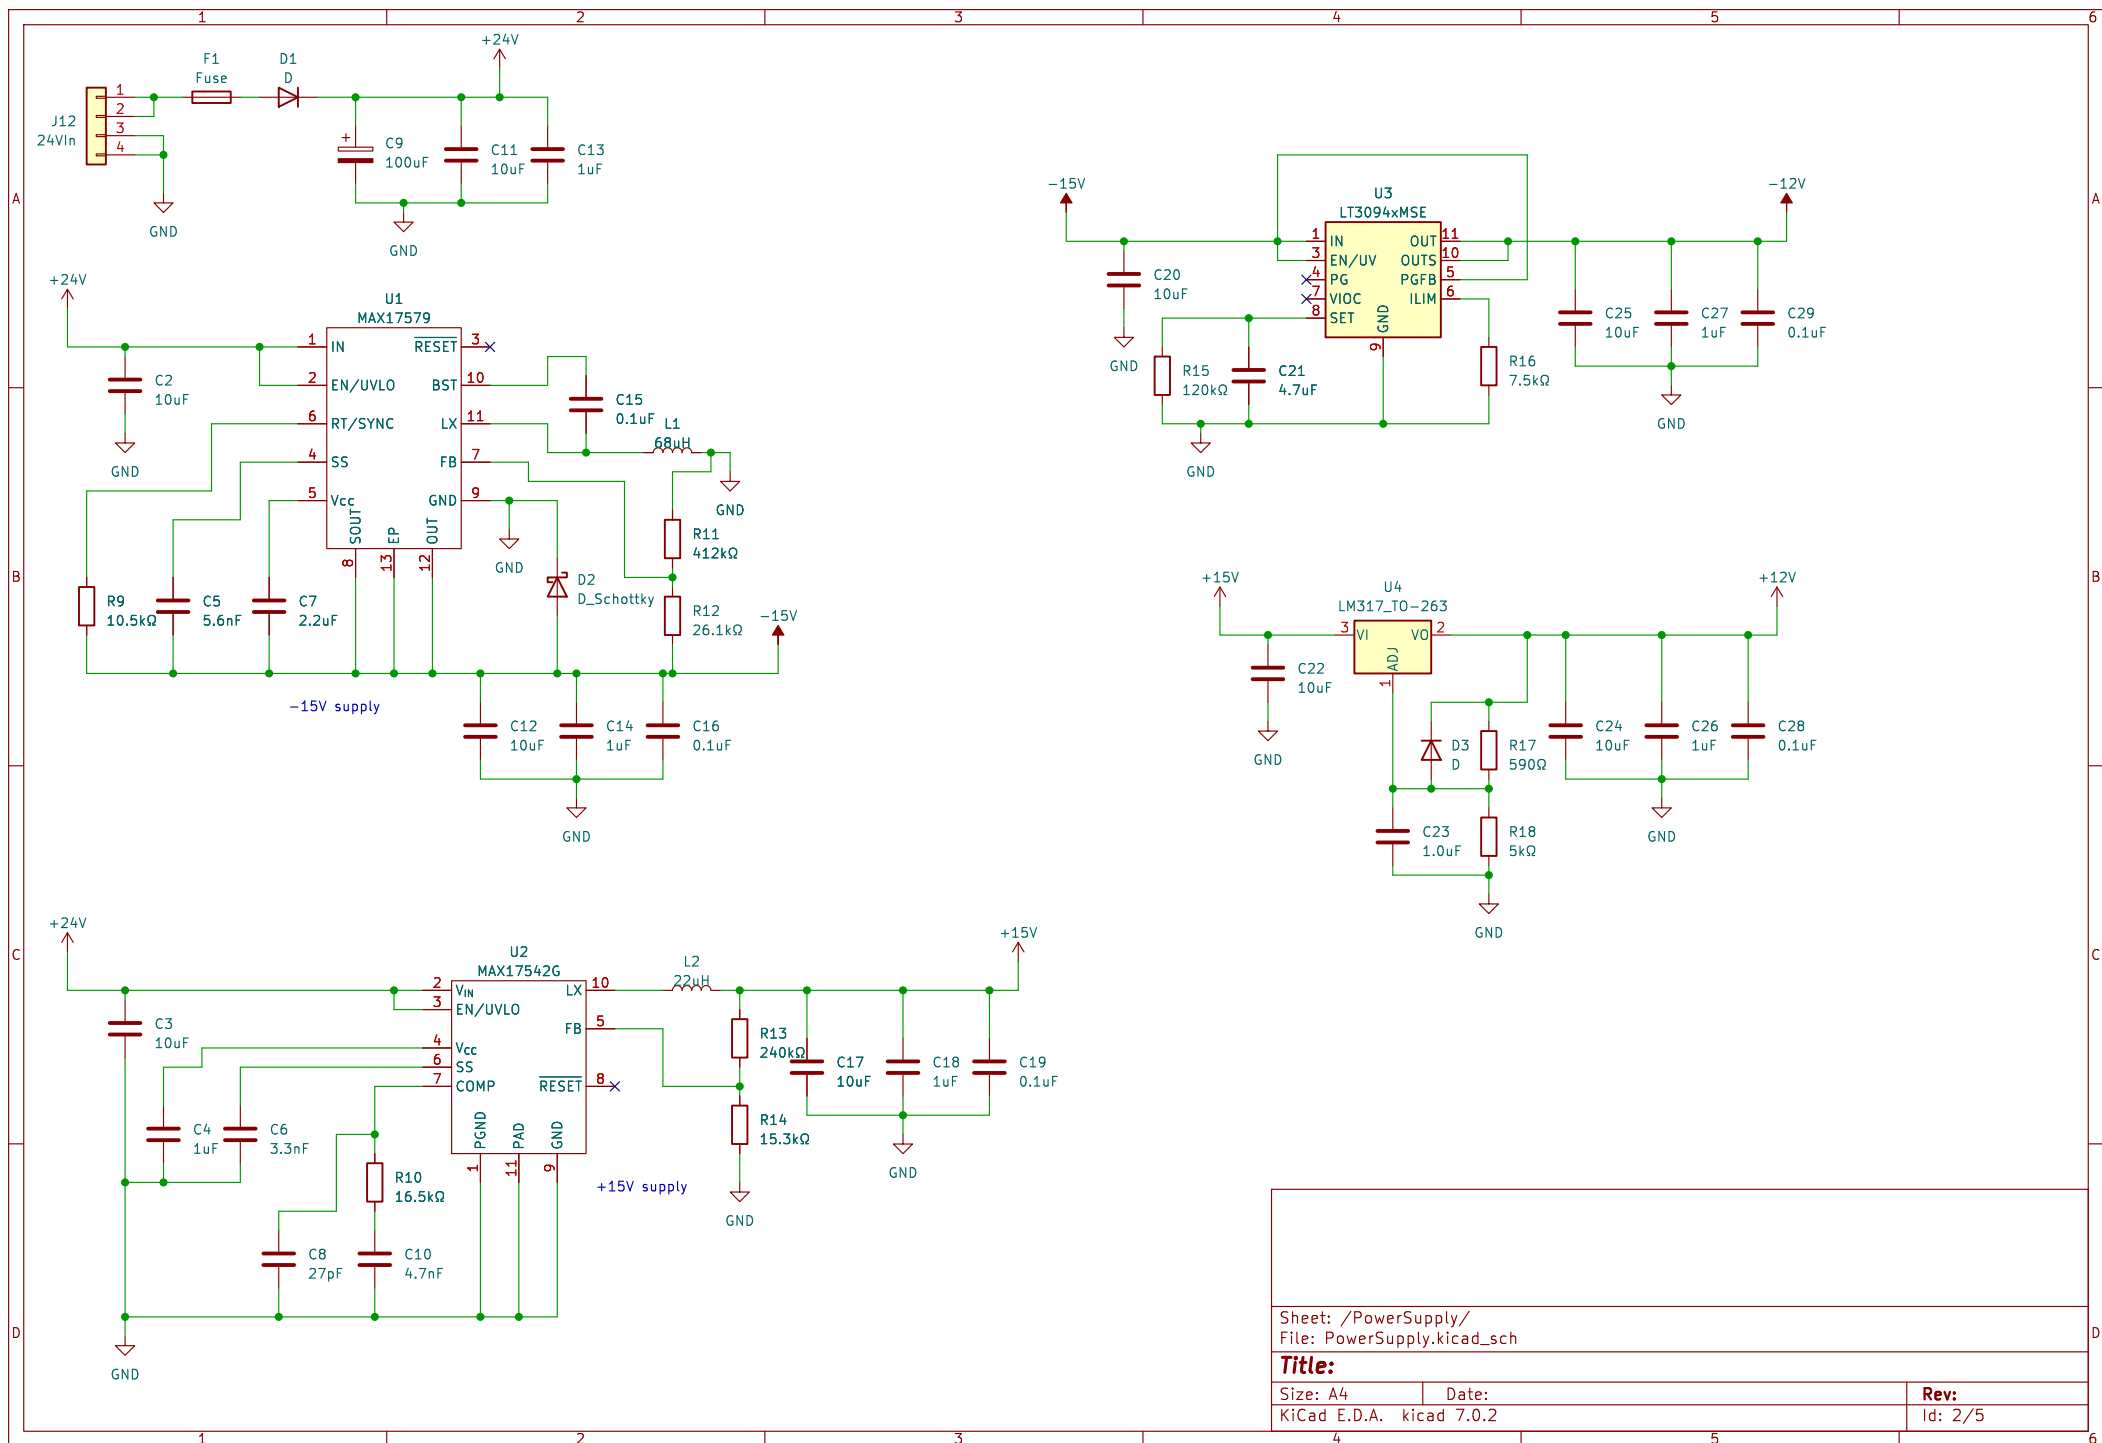 1 2 3 4 5 6
A
B
C
D
A
B
C
D
1 2 3 4 5 6
J12
24VIn
1
2
3
4
F1
Fuse
D1
D
+24V
C9
100uF
+
C11
10uF
C13
1uF
GND
GND
+24V
U1
MAX17579
1 IN
2 EN/UVLO
6 RT/SYNC
4 SS
5 Vcc
RESET 3
BST 10
LX 11
FB 7
GND 9
SOUT 8
EP 13
OUT 12
C2
10uF
GND
C15
0.1uF
L1
68uH
GND
R11
412kΩ
R12
26.1kΩ
GND
D2
D_Schottky
-15V
R9
10.5kΩ
C5
5.6nF
C7
2.2uF
-15V supply
C12
10uF
C14
1uF
C16
0.1uF
GND
+24V
U2
MAX17542G
2 VIN
3 EN/UVLO
4 Vcc
6 SS
7 COMP
LX 10
FB 5
RESET 8
PGND 1
PAD 11
GND 9
C3
10uF
C4
1uF
C6
3.3nF
R10
16.5kΩ
C8
27pF
C10
4.7nF
GND
L2
22uH
+15V
R13
240kΩ
R14
15.3kΩ
GND
C17
10uF
C18
1uF
C19
0.1uF
GND
+15V supply
-15V
C20
10uF
GND
U3
LT3094xMSE
1 IN
3 EN/UV
4 PG
7 VIOC
8 SET
OUT 11
OUTS 10
PGFB 5
ILIM 6
GND 9
R15
120kΩ
C21
4.7uF
GND
R16
7.5kΩ
-12V
C25
10uF
C27
1uF
C29
0.1uF
GND
+15V
C22
10uF
GND
U4
LM317_TO-263
3 VI
VO 2
ADJ 1
D3
D
R17
590Ω
C23
1.0uF
R18
5kΩ
GND
+12V
C24
10uF
C26
1uF
C28
0.1uF
GND
Sheet: /PowerSupply/
File: PowerSupply.kicad_sch
Title:
Size: A4 Date: Rev:
KiCad E.D.A. kicad 7.0.2 Id: 2/5